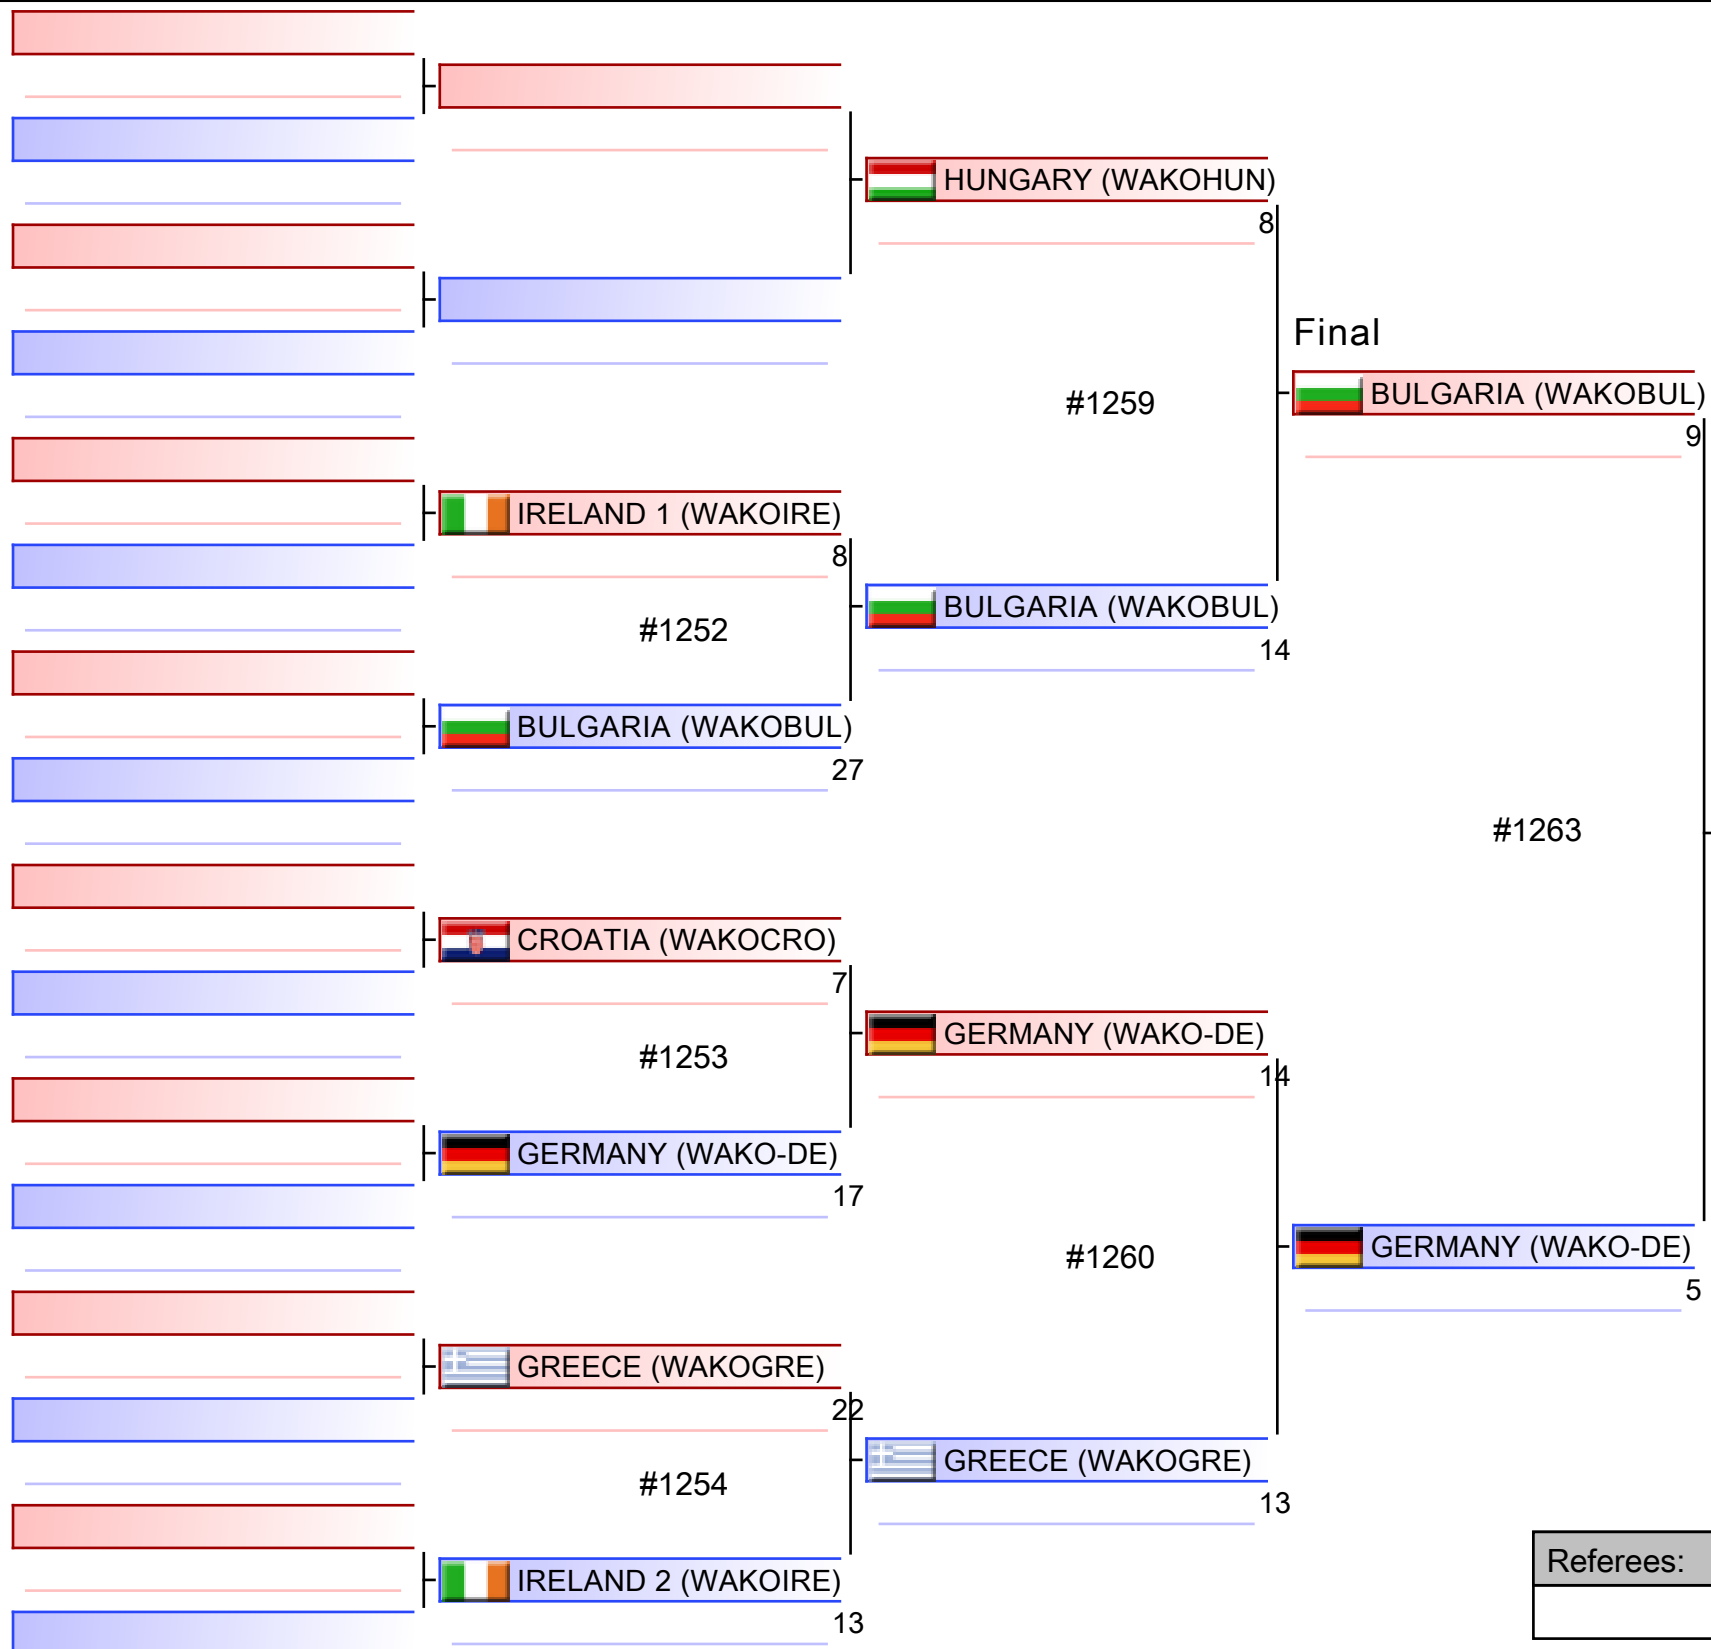 HUNGARY (WAKOHUN)
8
Final
#1259
BULGARIA (WAKOBUL)
9
IRELAND 1 (WAKOIRE)
8
#1252
BULGARIA (WAKOBUL)
14
BULGARIA (WAKOBUL)
27
#1263
CROATIA (WAKOCRO)
7
#1253
GERMANY (WAKO-DE)
14
GERMANY (WAKO-DE)
17
#1260
GERMANY (WAKO-DE)
5
GREECE (WAKOGRE)
22
#1254
GREECE (WAKOGRE)
13
IRELAND 2 (WAKOIRE)
13
Referees: